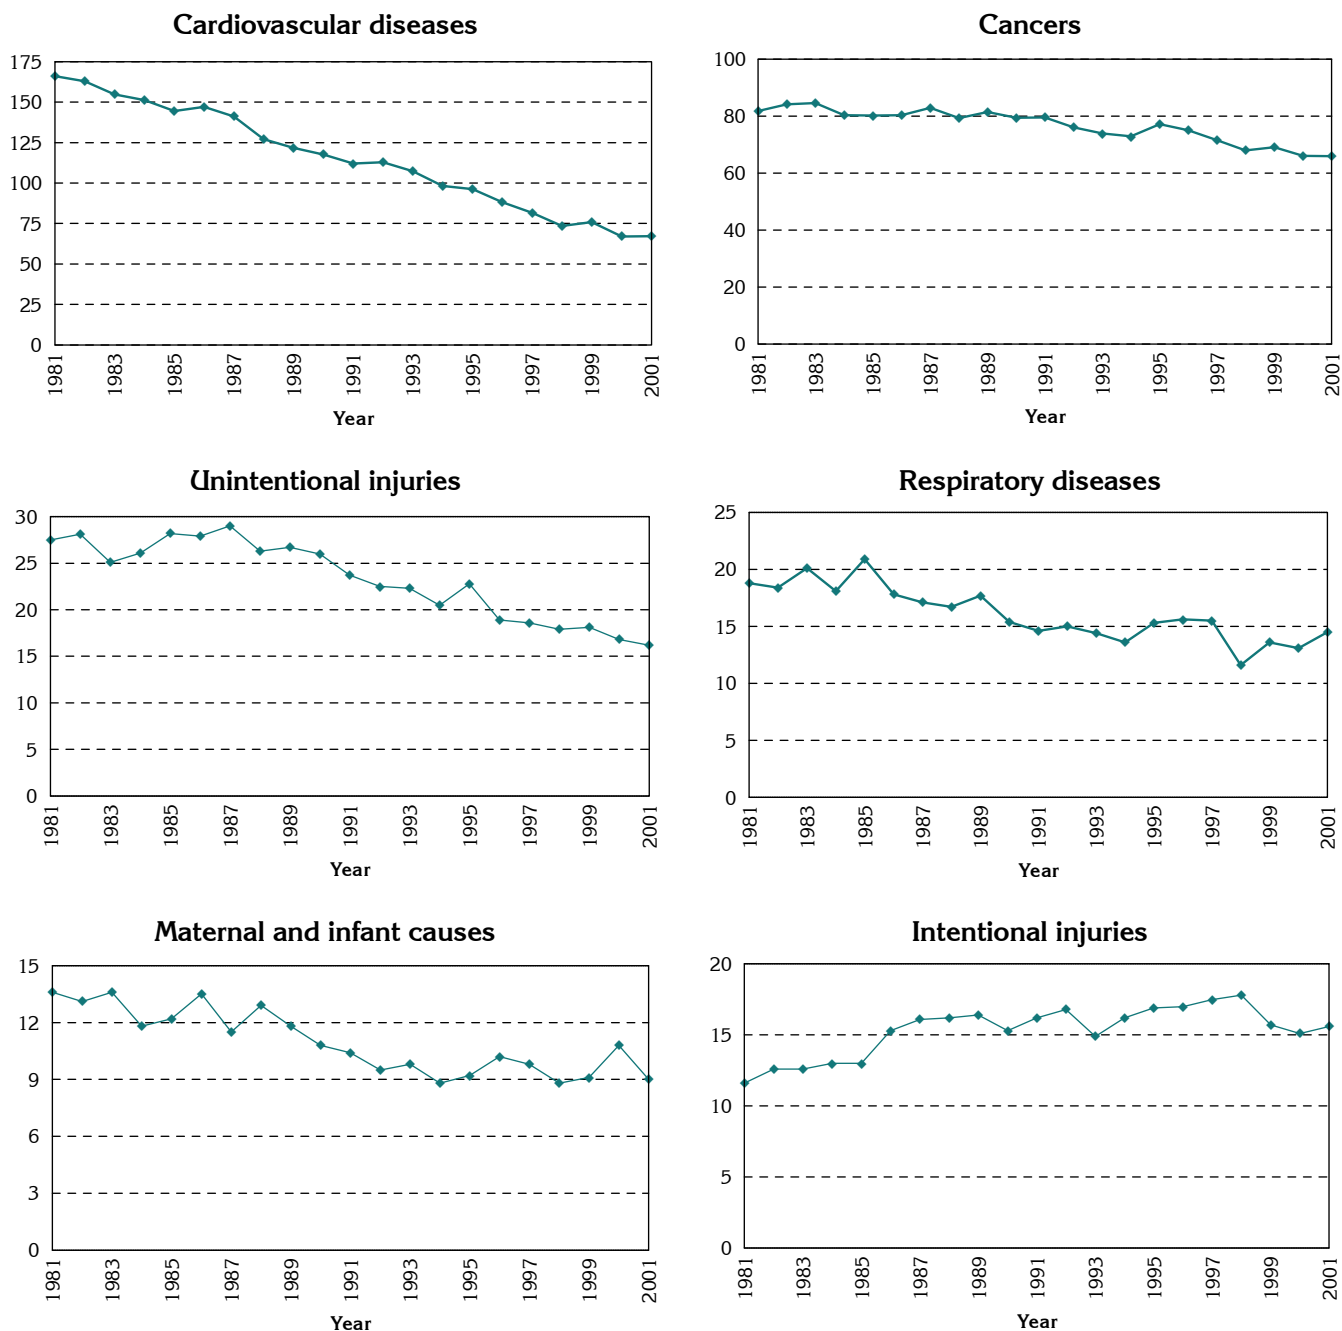 Cardiovascular diseases
175
150
125
100
75
50
25
0
1981 1983 1985 1987 1989 1991 1993 1995 1997 1999 2001
Year
Cancers
100
80
60
40
20
0
1981 1983 1985 1987 1989 1991 1993 1995 1997 1999 2001
Year
Unintentional injuries
30
25
20
15
10
5
0
1981 1983 1985 1987 1989 1991 1993 1995 1997 1999 2001
Year
Respiratory diseases
25
20
15
10
5
0
1981 1983 1985 1987 1989 1991 1993 1995 1997 1999 2001
Year
Maternal and infant causes
15
12
9
6
3
0
1981 1983 1985 1987 1989 1991 1993 1995 1997 1999 2001
Year
Intentional injuries
20
15
10
5
0
1981 1983 1985 1987 1989 1991 1993 1995 1997 1999 2001
Year